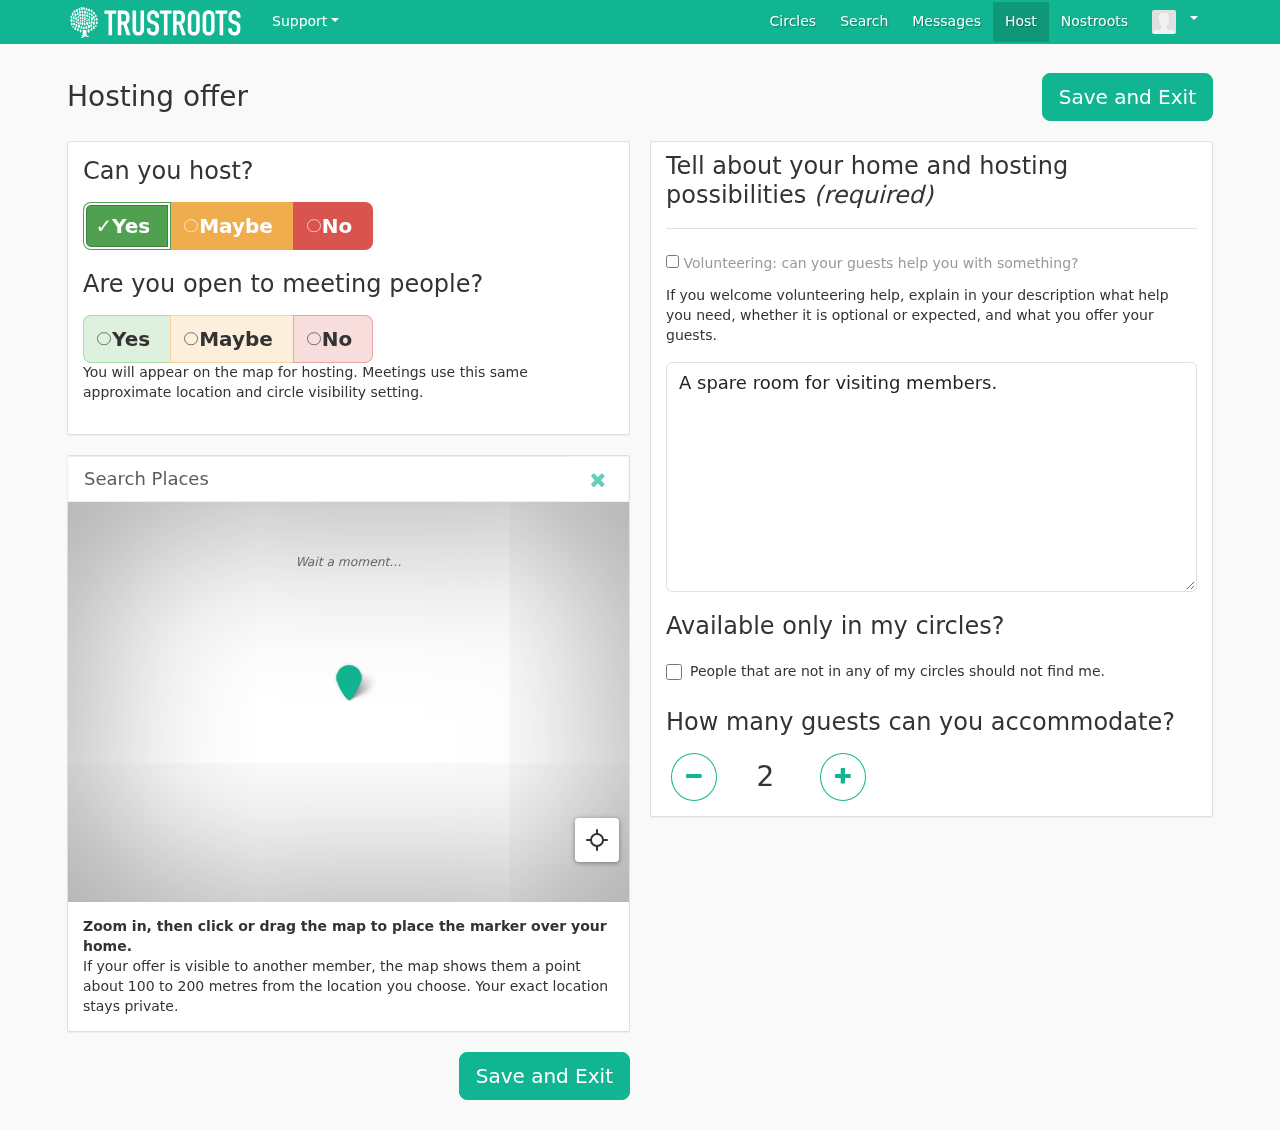 TRUSTROOTS Support Circles Search Messages Host Nostroots
Hosting offer
Save and Exit
Can you host?
✓Yes ○Maybe ○No
Are you open to meeting people?
○Yes ○Maybe ○No
You will appear on the map for hosting. Meetings use this same
approximate location and circle visibility setting.
Search Places
Wait a moment...
Zoom in, then click or drag the map to place the marker over your
home.
If your offer is visible to another member, the map shows them a point
about 100 to 200 metres from the location you choose. Your exact location
stays private.
Save and Exit
Tell about your home and hosting
possibilities (required)
Volunteering: can your guests help you with something?
If you welcome volunteering help, explain in your description what help
you need, whether it is optional or expected, and what you offer your
guests.
A spare room for visiting members.
Available only in my circles?
People that are not in any of my circles should not find me.
How many guests can you accommodate?
2